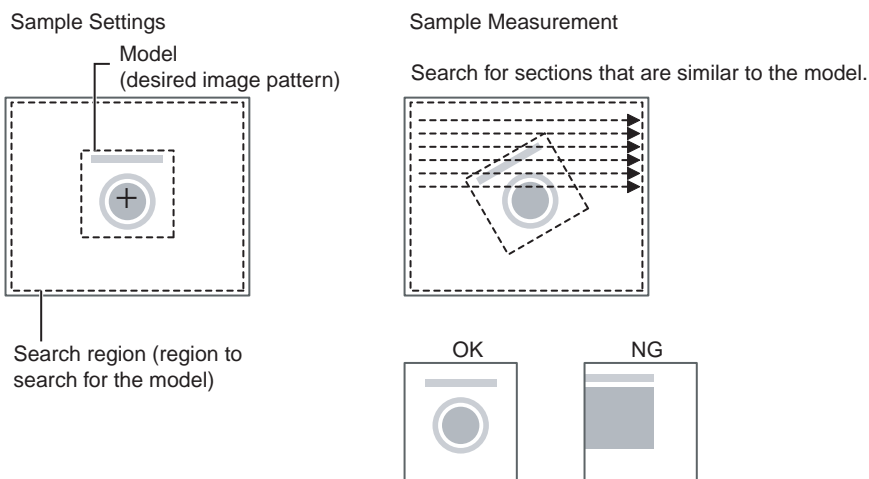 Sample Settings
Model
(desired image pattern)
Search region (region to
search for the model)
Sample Measurement
Search for sections that are similar to the model.
OK
NG